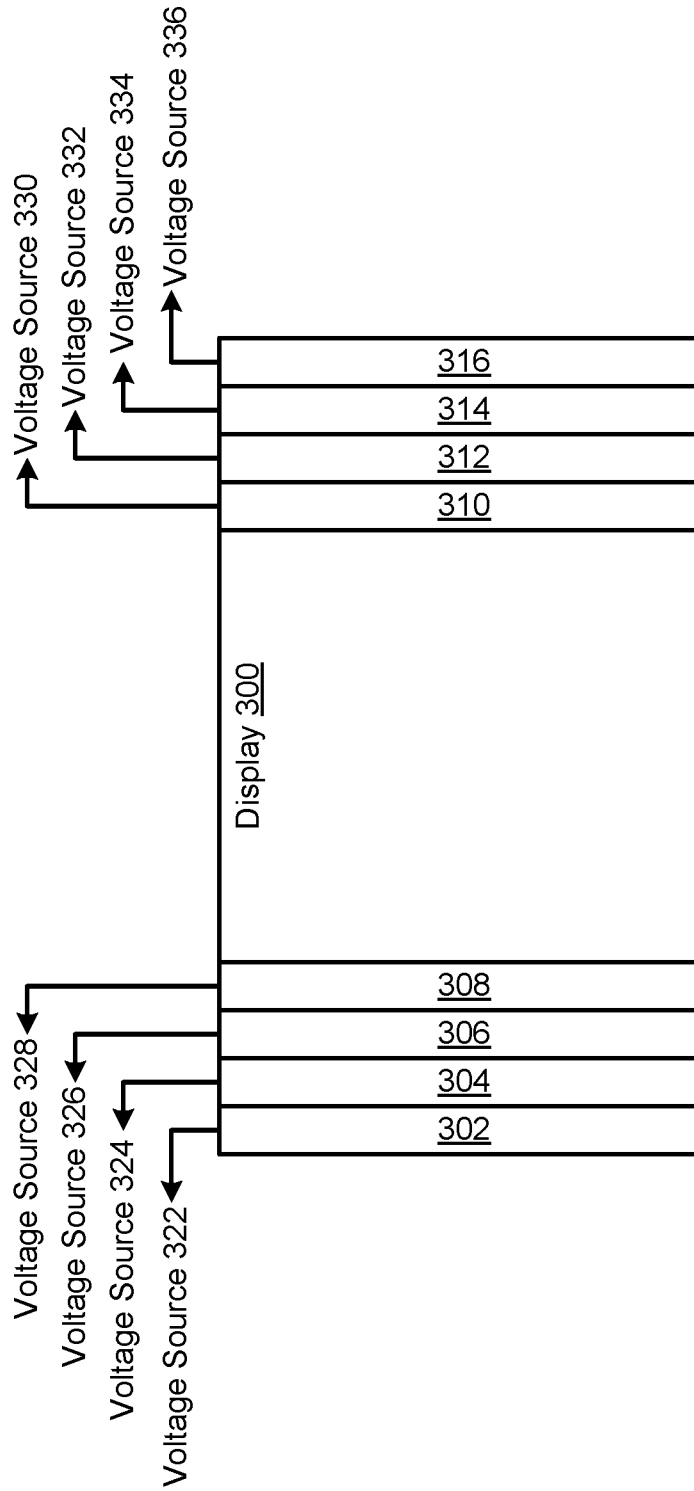 Voltage Source 328
Voltage Source 326
Voltage Source 324
Voltage Source 322
Voltage Source 330
Voltage Source 332
Voltage Source 334
Voltage Source 336
Display 300
302
304
306
308
310
312
314
316